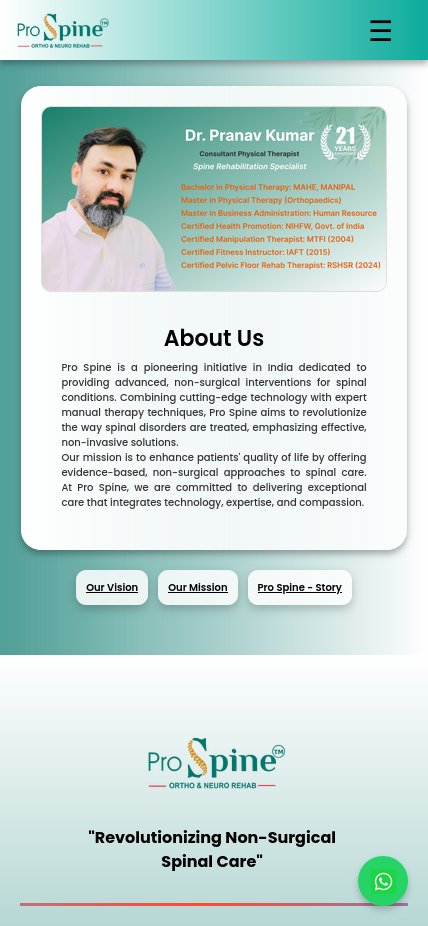 Pro Spine TM
ORTHO & NEURO REHAB
☰
Dr. Pranav Kumar
21
YEARS
Consultant Physical Therapist
Spine Rehabilitation Specialist
Bachelor in Physical Therapy: MAHE, MANIPAL
Master in Physical Therapy (Orthopaedics)
Master in Business Administration: Human Resource
Certified Health Promotion: NIHFW, Govt. of India
Certified Manipulation Therapist: MTFI (2004)
Certified Fitness Instructor: IAFT (2015)
Certified Pelvic Floor Rehab Therapist: RSHSR (2024)
About Us
Pro Spine is a pioneering initiative in India dedicated to
providing advanced, non-surgical interventions for spinal
conditions. Combining cutting-edge technology with expert
manual therapy techniques, Pro Spine aims to revolutionize
the way spinal disorders are treated, emphasizing effective,
non-invasive solutions.
Our mission is to enhance patients' quality of life by offering
evidence-based, non-surgical approaches to spinal care.
At Pro Spine, we are committed to delivering exceptional
care that integrates technology, expertise, and compassion.
Our Vision
Our Mission
Pro Spine - Story
Pro Spine TM
ORTHO & NEURO REHAB
"Revolutionizing Non-Surgical
Spinal Care"